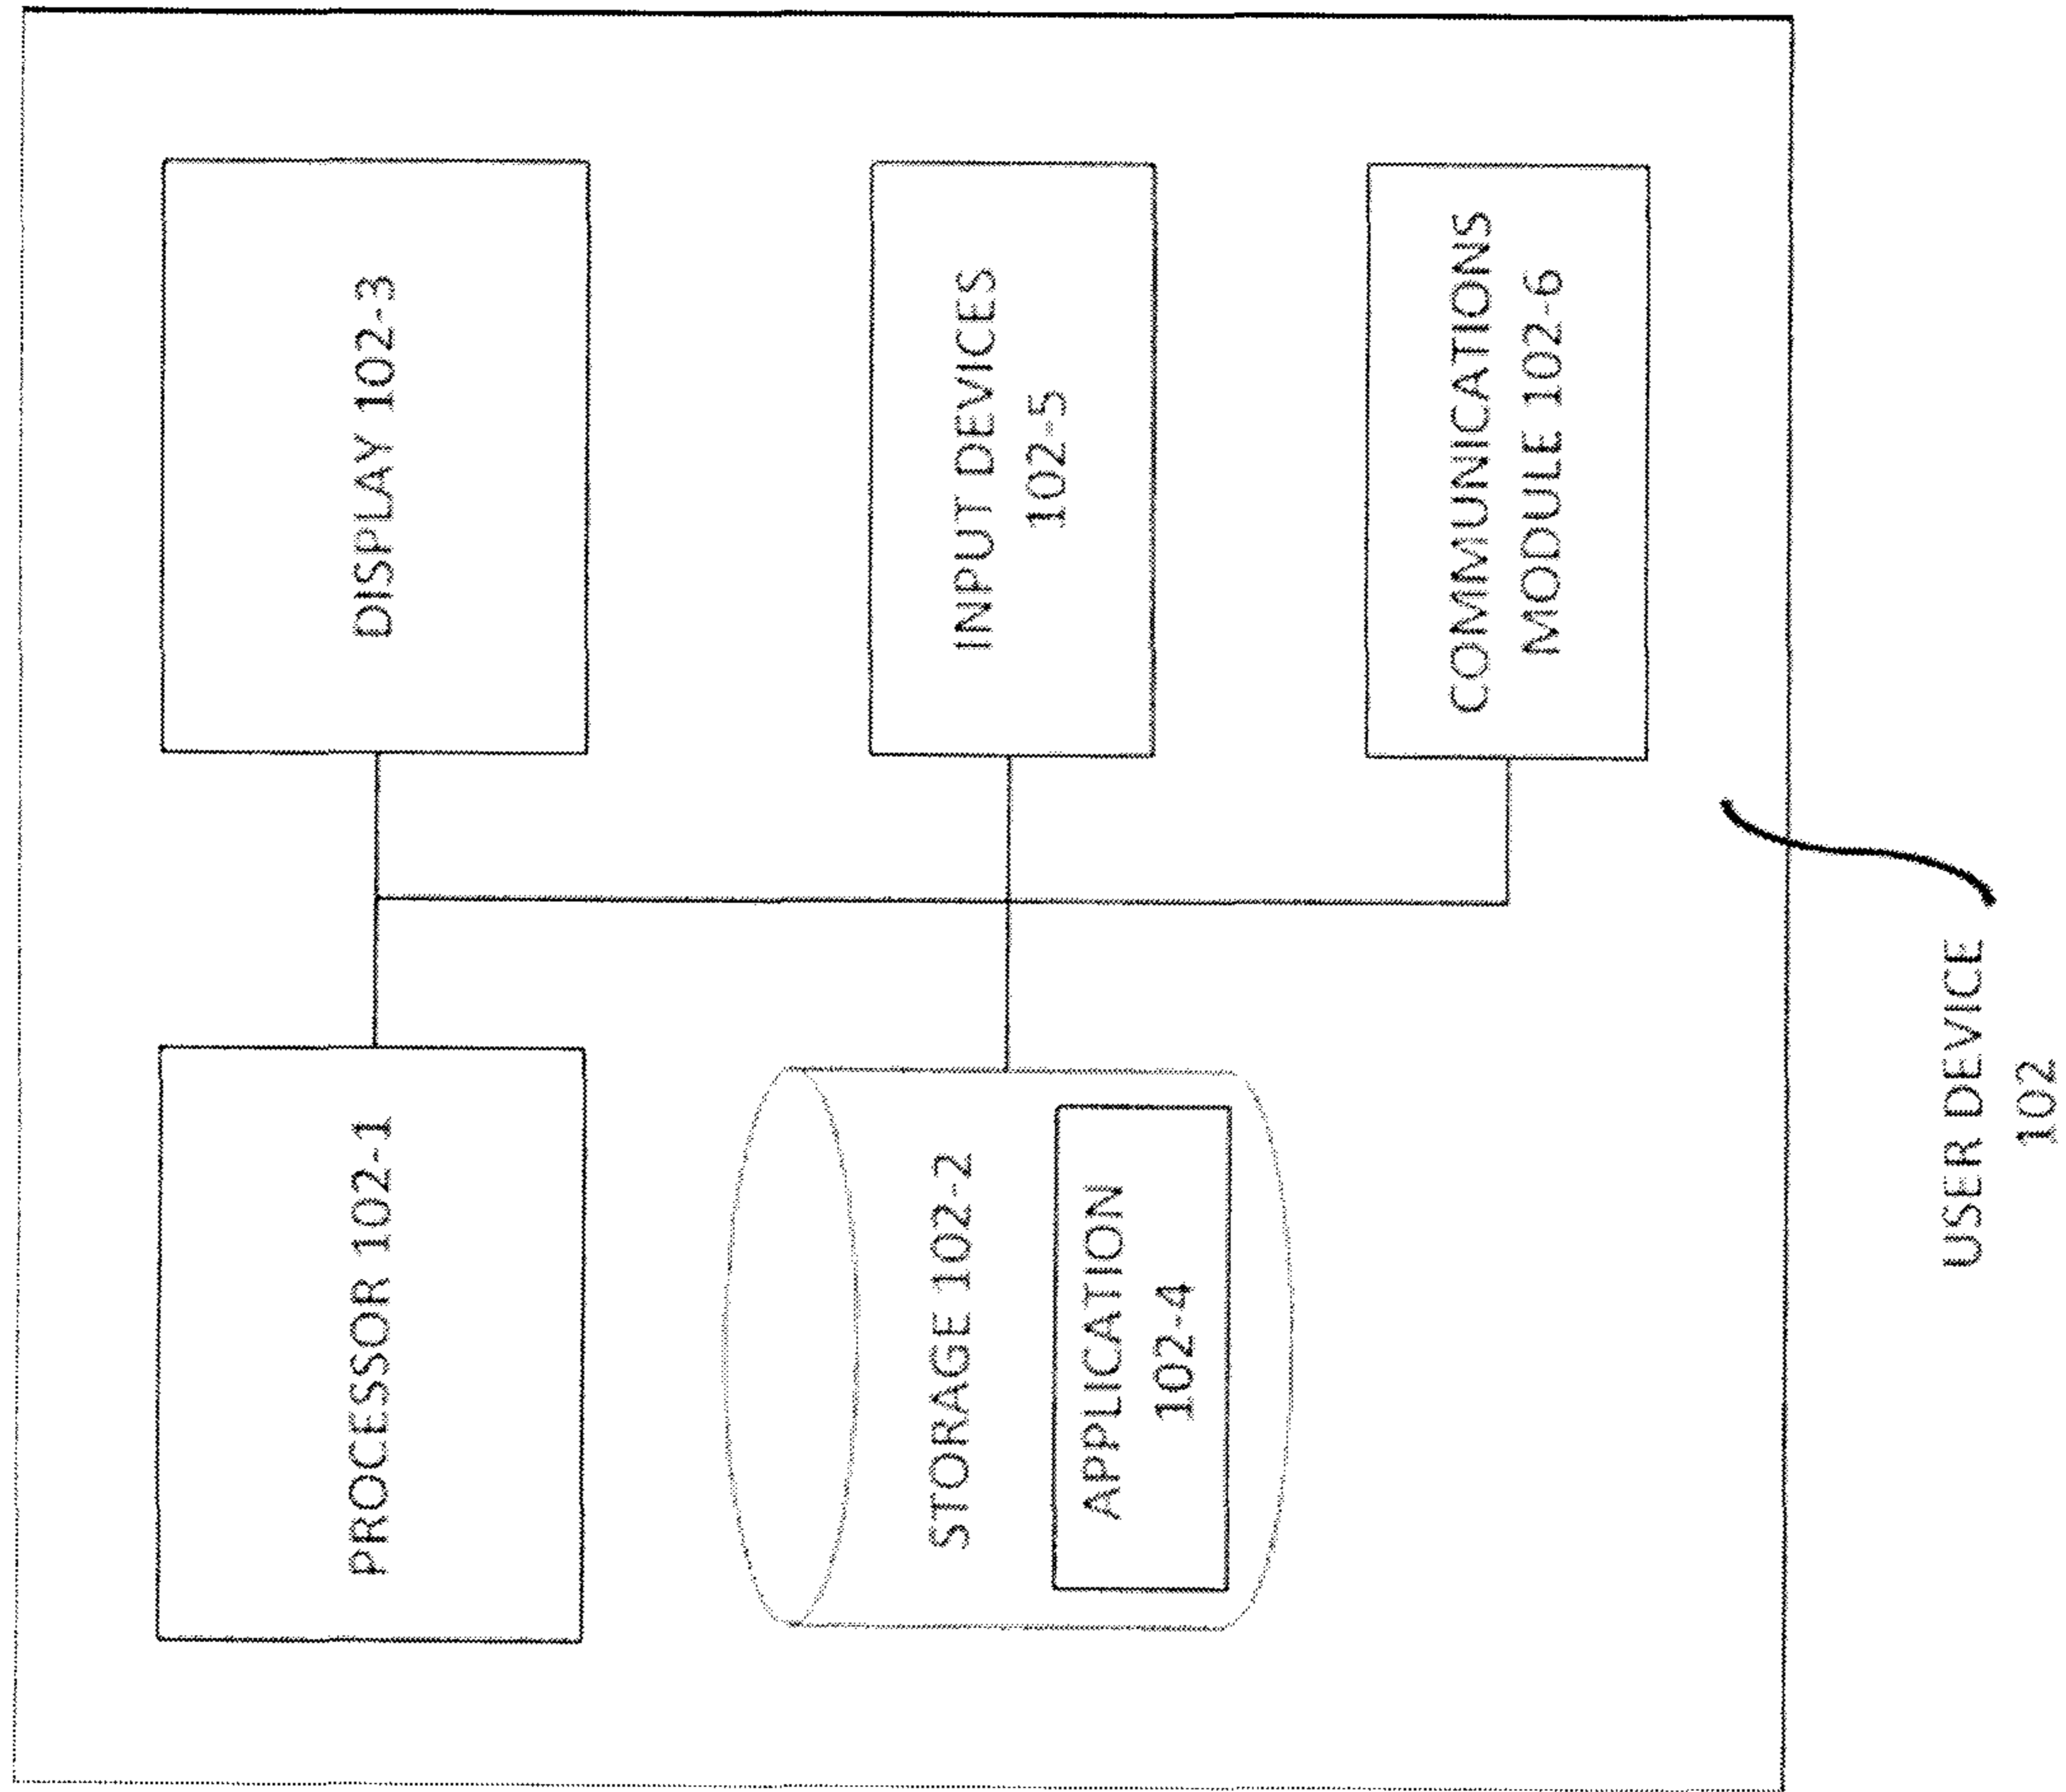 PROCESSOR 102-1
DISPLAY 102-3
STORAGE 102-2
APPLICATION
102-4
INPUT DEVICES
102-5
COMMUNICATIONS
MODULE 102-6
USER DEVICE
102